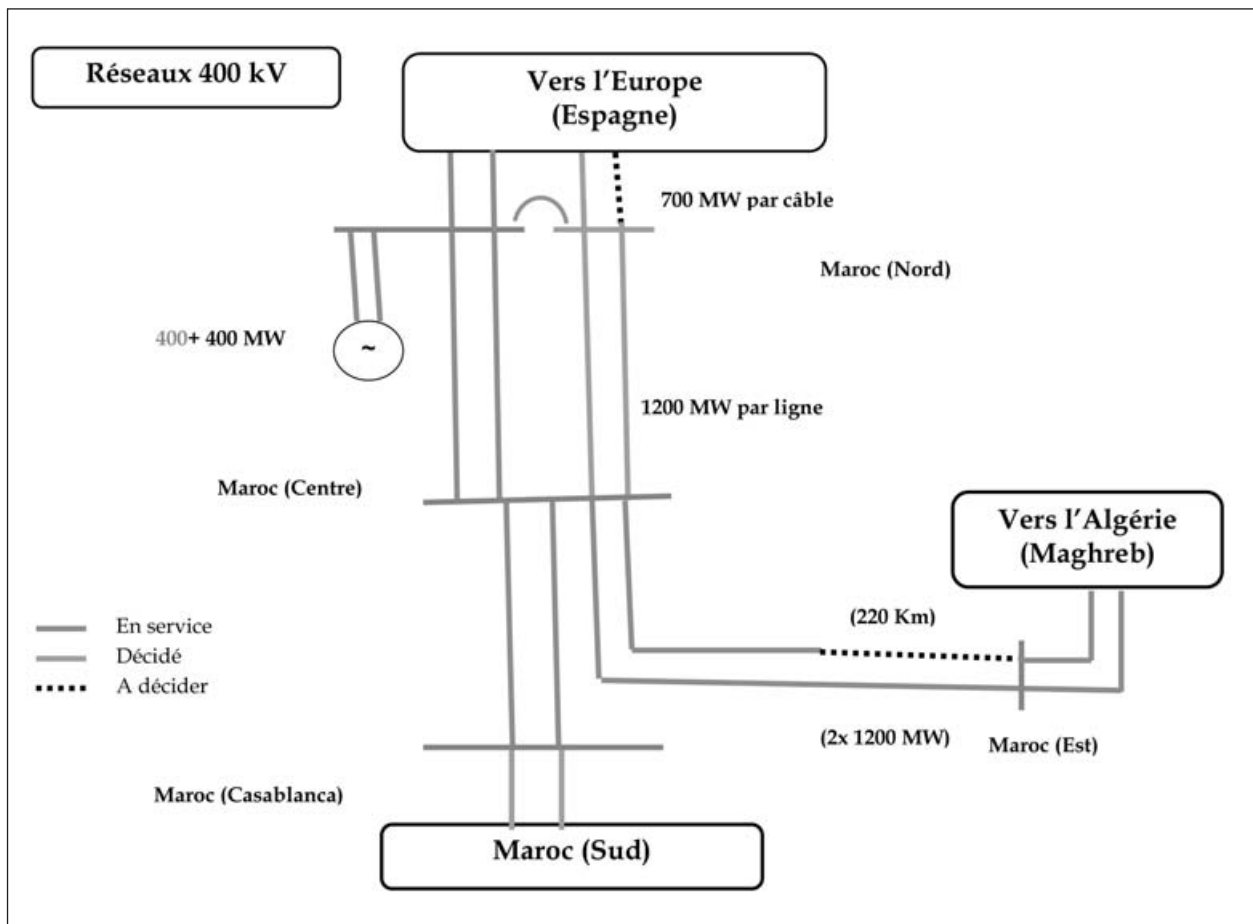 Réseaux 400 kV
Vers l'Europe
(Espagne)
700 MW par câble
Maroc (Nord)
400+ 400 MW
~
1200 MW par ligne
Maroc (Centre)
Vers l'Algérie
(Maghreb)
(220 Km)
En service
Décidé
A décider
(2x 1200 MW)
Maroc (Est)
Maroc (Casablanca)
Maroc (Sud)